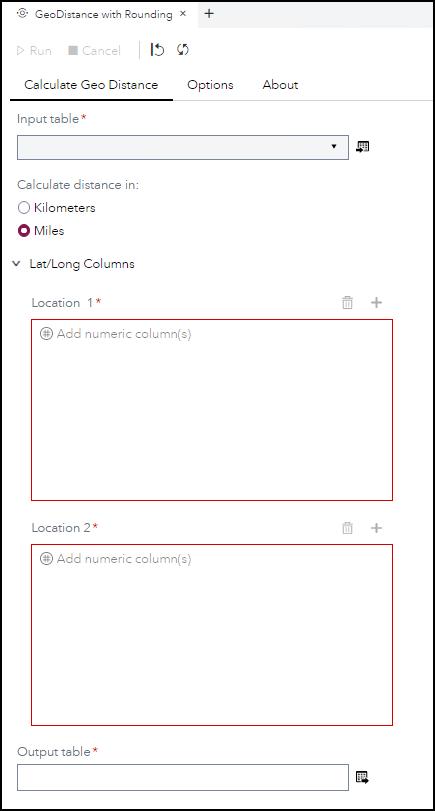 GeoDistance with Rounding × +
Run Cancel
Calculate Geo Distance Options About
Input table*
Calculate distance in:
Kilometers
Miles
Lat/Long Columns
Location 1*
Add numeric column(s)
Location 2*
Add numeric column(s)
Output table*